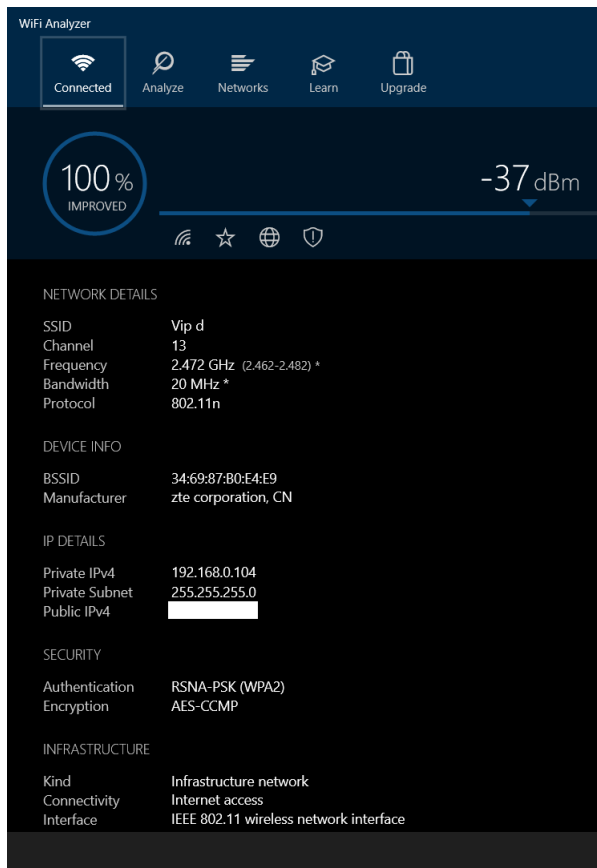 WiFi Analyzer
Connected Analyze Networks Learn Upgrade
100 %
IMPROVED
-37 dBm
NETWORK DETAILS
SSID Vip d
Channel 13
Frequency 2.472 GHz (2.462-2.482) *
Bandwidth 20 MHz *
Protocol 802.11n
DEVICE INFO
BSSID 34:69:87:B0:E4:E9
Manufacturer zte corporation, CN
IP DETAILS
Private IPv4 192.168.0.104
Private Subnet 255.255.255.0
Public IPv4
SECURITY
Authentication RSNA-PSK (WPA2)
Encryption AES-CCMP
INFRASTRUCTURE
Kind Infrastructure network
Connectivity Internet access
Interface IEEE 802.11 wireless network interface